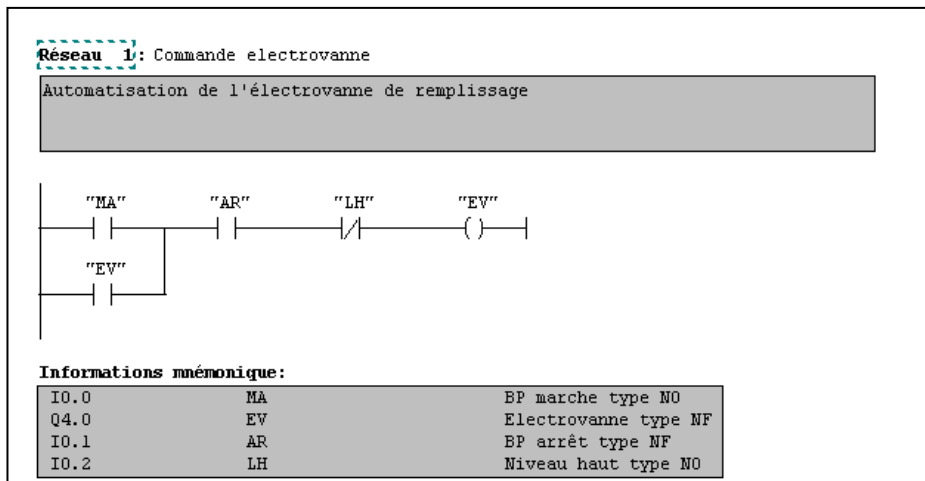 Réseau 1: Commande electrovanne
Automatisation de l'électrovanne de remplissage
"MA" "AR" "LH" "EV"
"EV"
Informations mnémonique:
I0.0 MA BP marche type NO
Q4.0 EV Electrovanne type NF
I0.1 AR BP arrêt type NF
I0.2 LH Niveau haut type NO